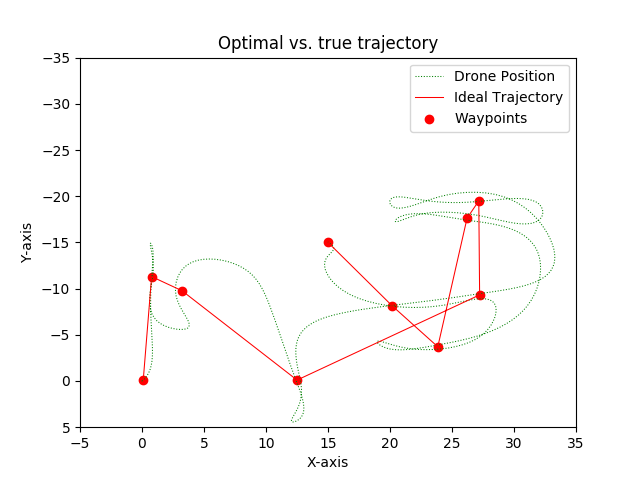 Optimal vs. true trajectory
Drone Position
Ideal Trajectory
Waypoints
Y-axis
−35
−30
−25
−20
−15
−10
−5
0
5
−5 0 5 10 15 20 25 30 35
X-axis